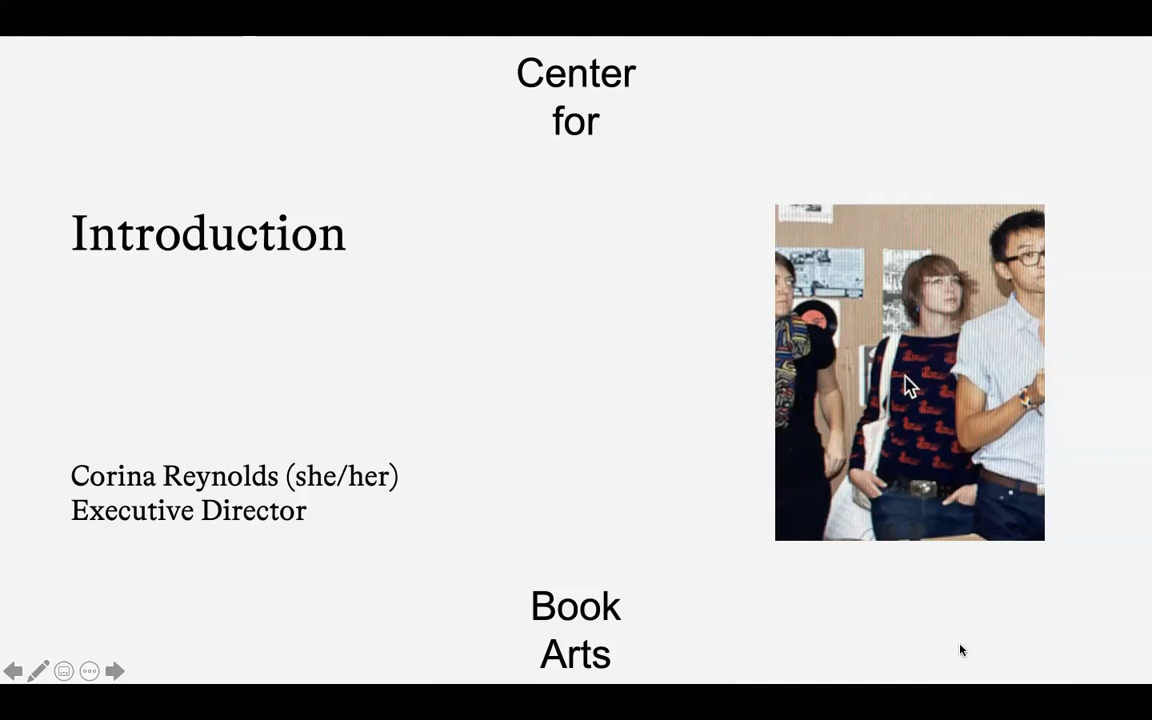 Center
for
Introduction
Corina Reynolds (she/her)
Executive Director
Book
Arts